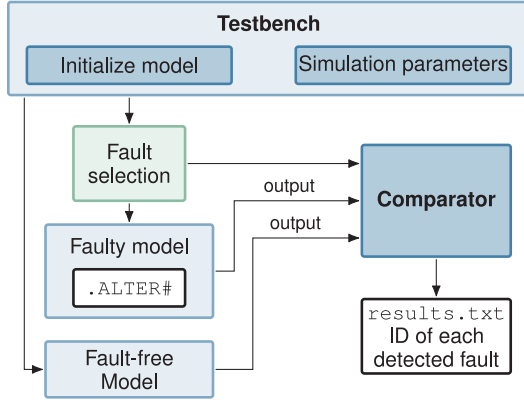 Testbench
Initialize model
Simulation parameters
Fault
selection
output
Comparator
Faulty model
output
.ALTER#
results.txt
ID of each
detected fault
Fault-free
Model